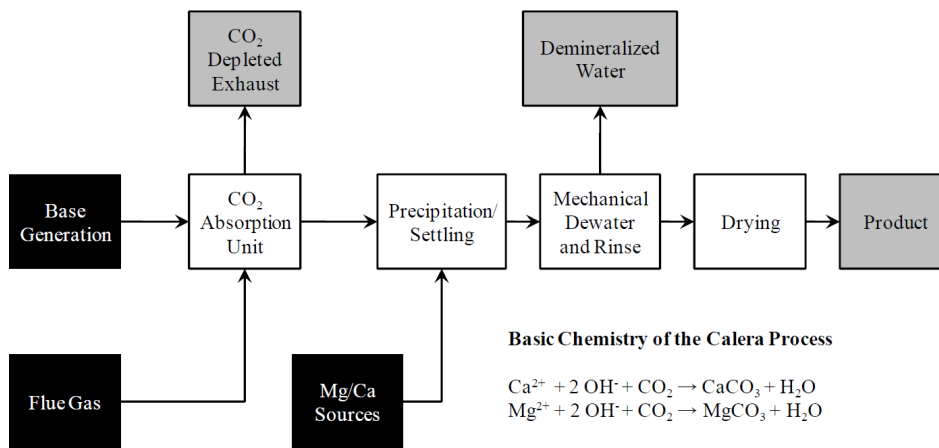 CO₂
Depleted
Exhaust
Demineralized
Water
Base
Generation
CO₂
Absorption
Unit
Precipitation/
Settling
Mechanical
Dewater
and Rinse
Drying
Product
Flue Gas
Mg/Ca
Sources
Basic Chemistry of the Calera Process
Ca²⁺ + 2 OH⁻ + CO₂ → CaCO₃ + H₂O
Mg²⁺ + 2 OH⁻ + CO₂ → MgCO₃ + H₂O